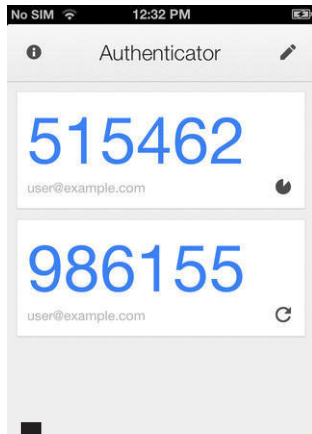 No SIM 12:32 PM
Authenticator
515462
user@example.com
986155
user@example.com